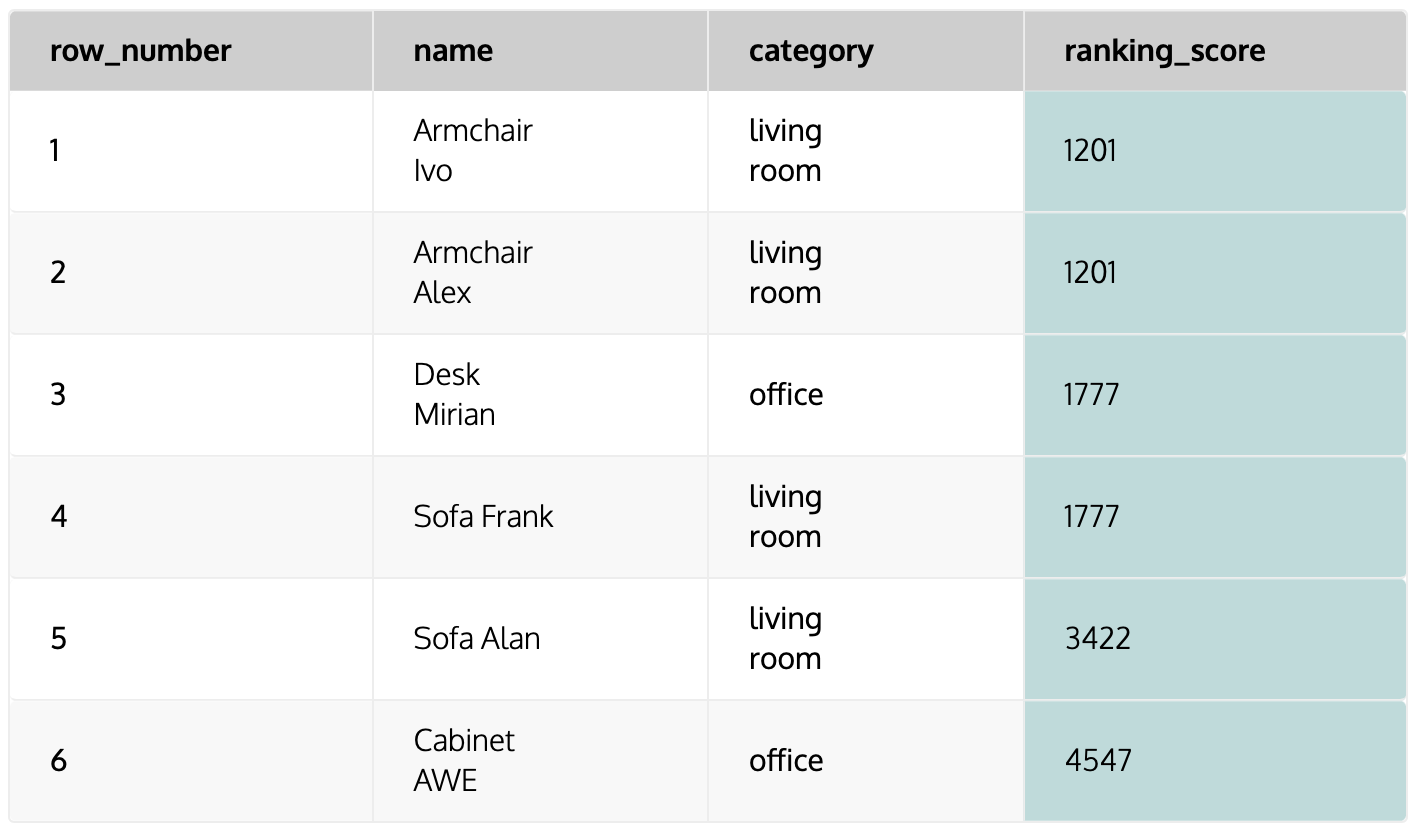 row_number name category ranking_score
1 Armchair Ivo living room 1201
2 Armchair Alex living room 1201
3 Desk Mirian office 1777
4 Sofa Frank living room 1777
5 Sofa Alan living room 3422
6 Cabinet AWE office 4547